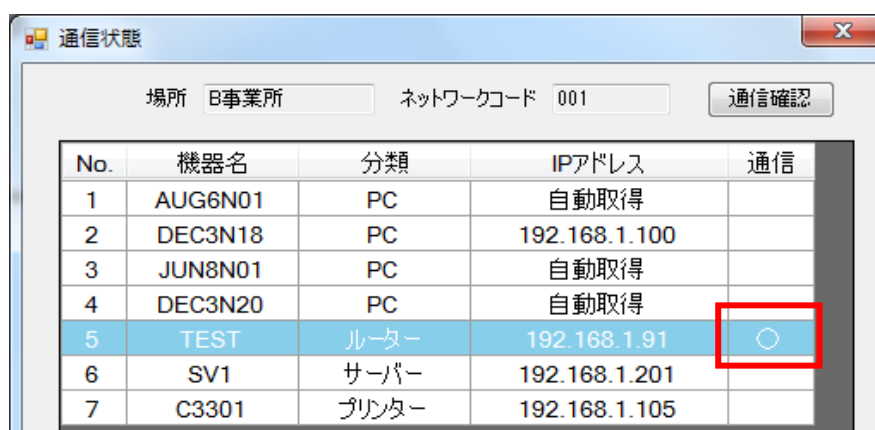 通信状態
場所 B事業所 ネットワークコード 001 通信確認
No. 機器名 分類 IPアドレス 通信
1 AUG6N01 PC 自動取得
2 DEC3N18 PC 192.168.1.100
3 JUN8N01 PC 自動取得
4 DEC3N20 PC 自動取得
5 TEST ルーター 192.168.1.91 ○
6 SV1 サーバー 192.168.1.201
7 C3301 プリンター 192.168.1.105